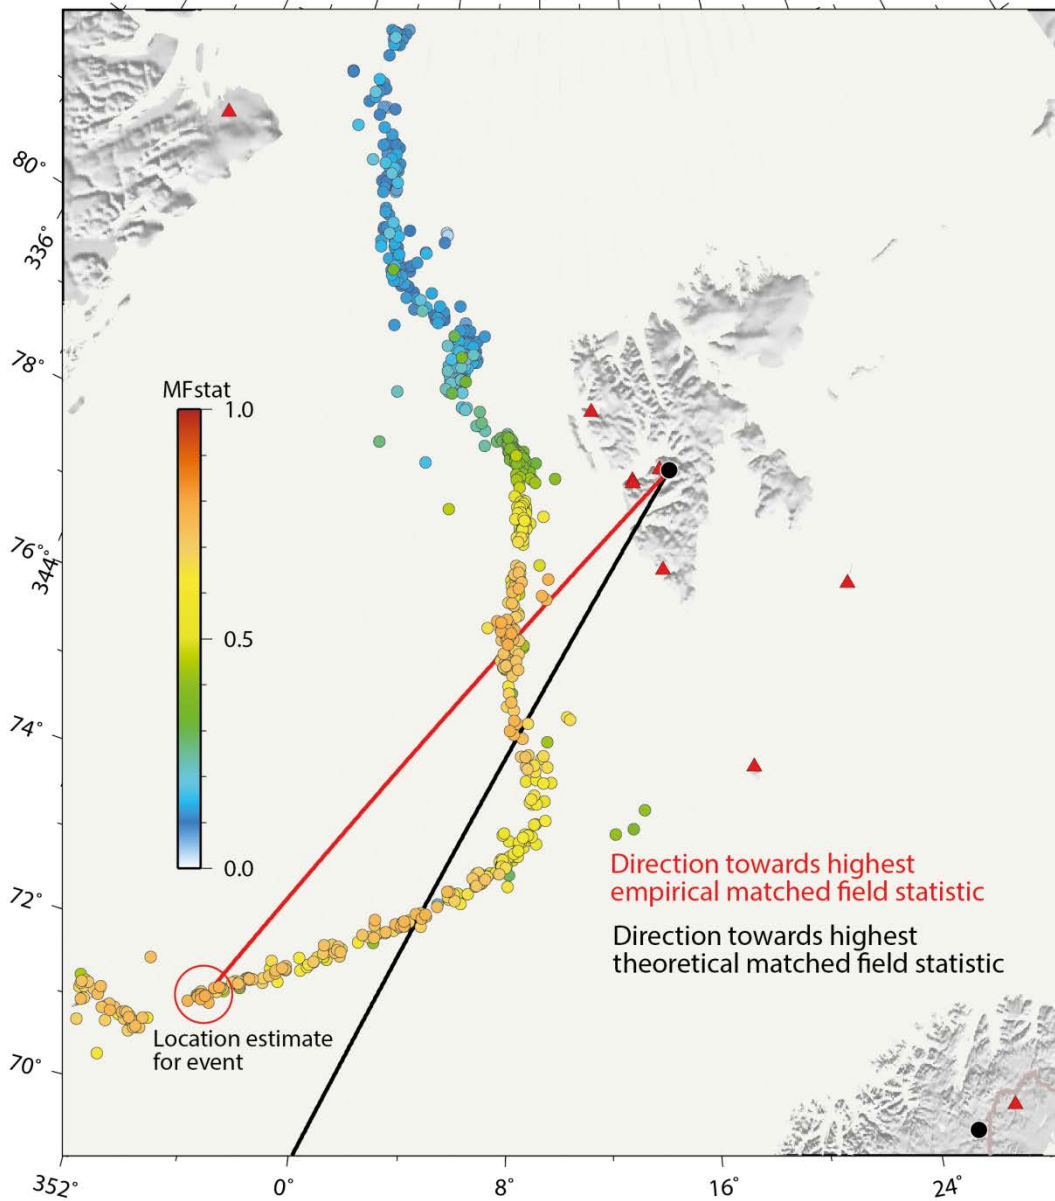 80°
336°
78°
MFstat
1.0
0.5
0.0
76°
344°
74°
72°
70°
Direction towards highest
empirical matched field statistic
Direction towards highest
theoretical matched field statistic
Location estimate
for event
352°
0°
8°
16°
24°